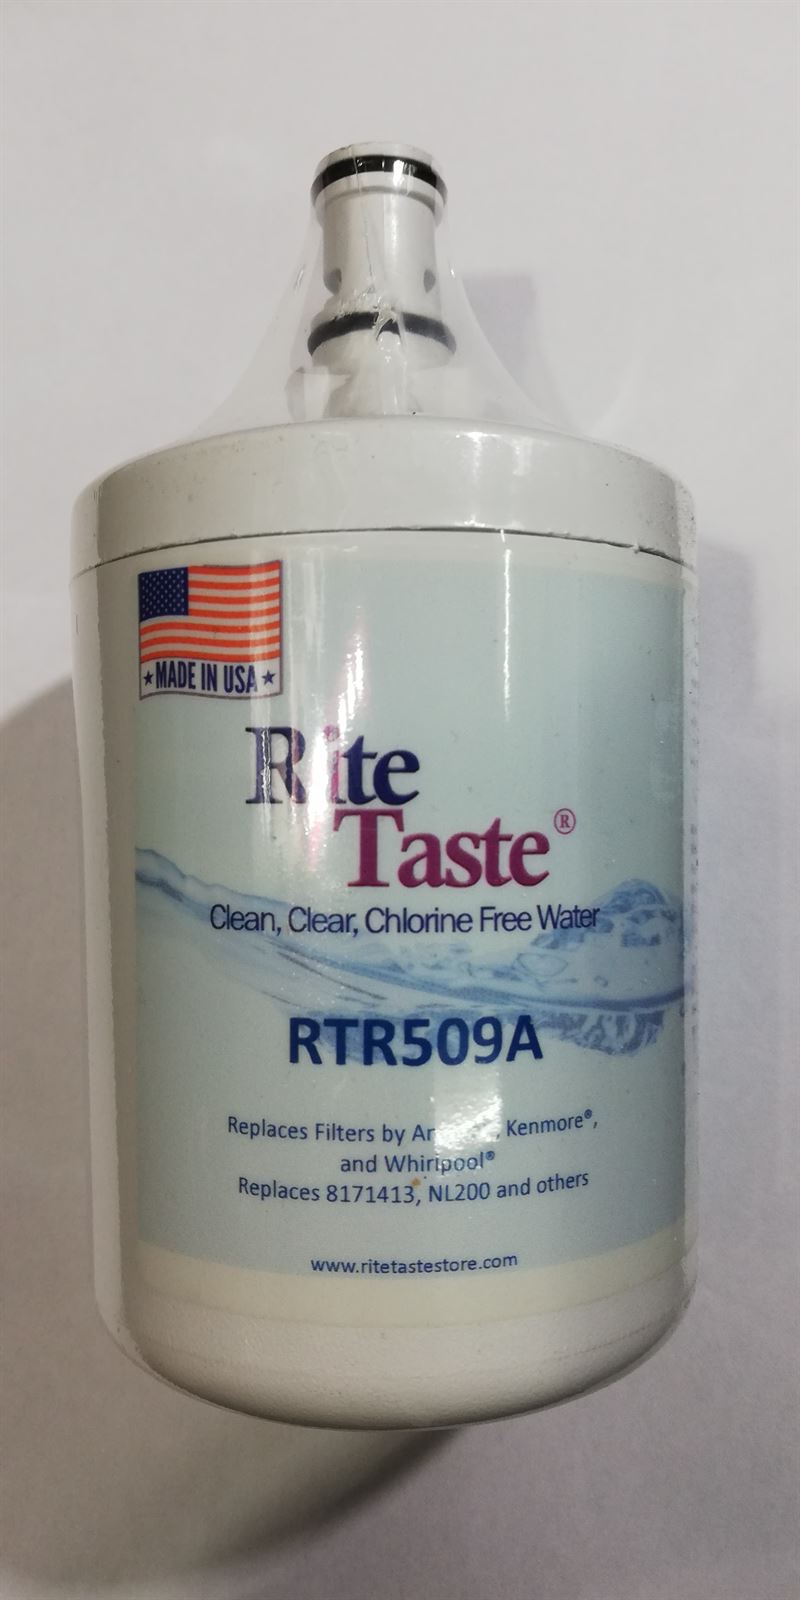 ★ MADE IN USA ★
Rite
Taste®
Clean, Clear, Chlorine Free Water
RTR509A
Replaces Filters by , Kenmore®,
and Whirlpool®
Replaces 8171413, NL200 and others
www.ritetastestore.com